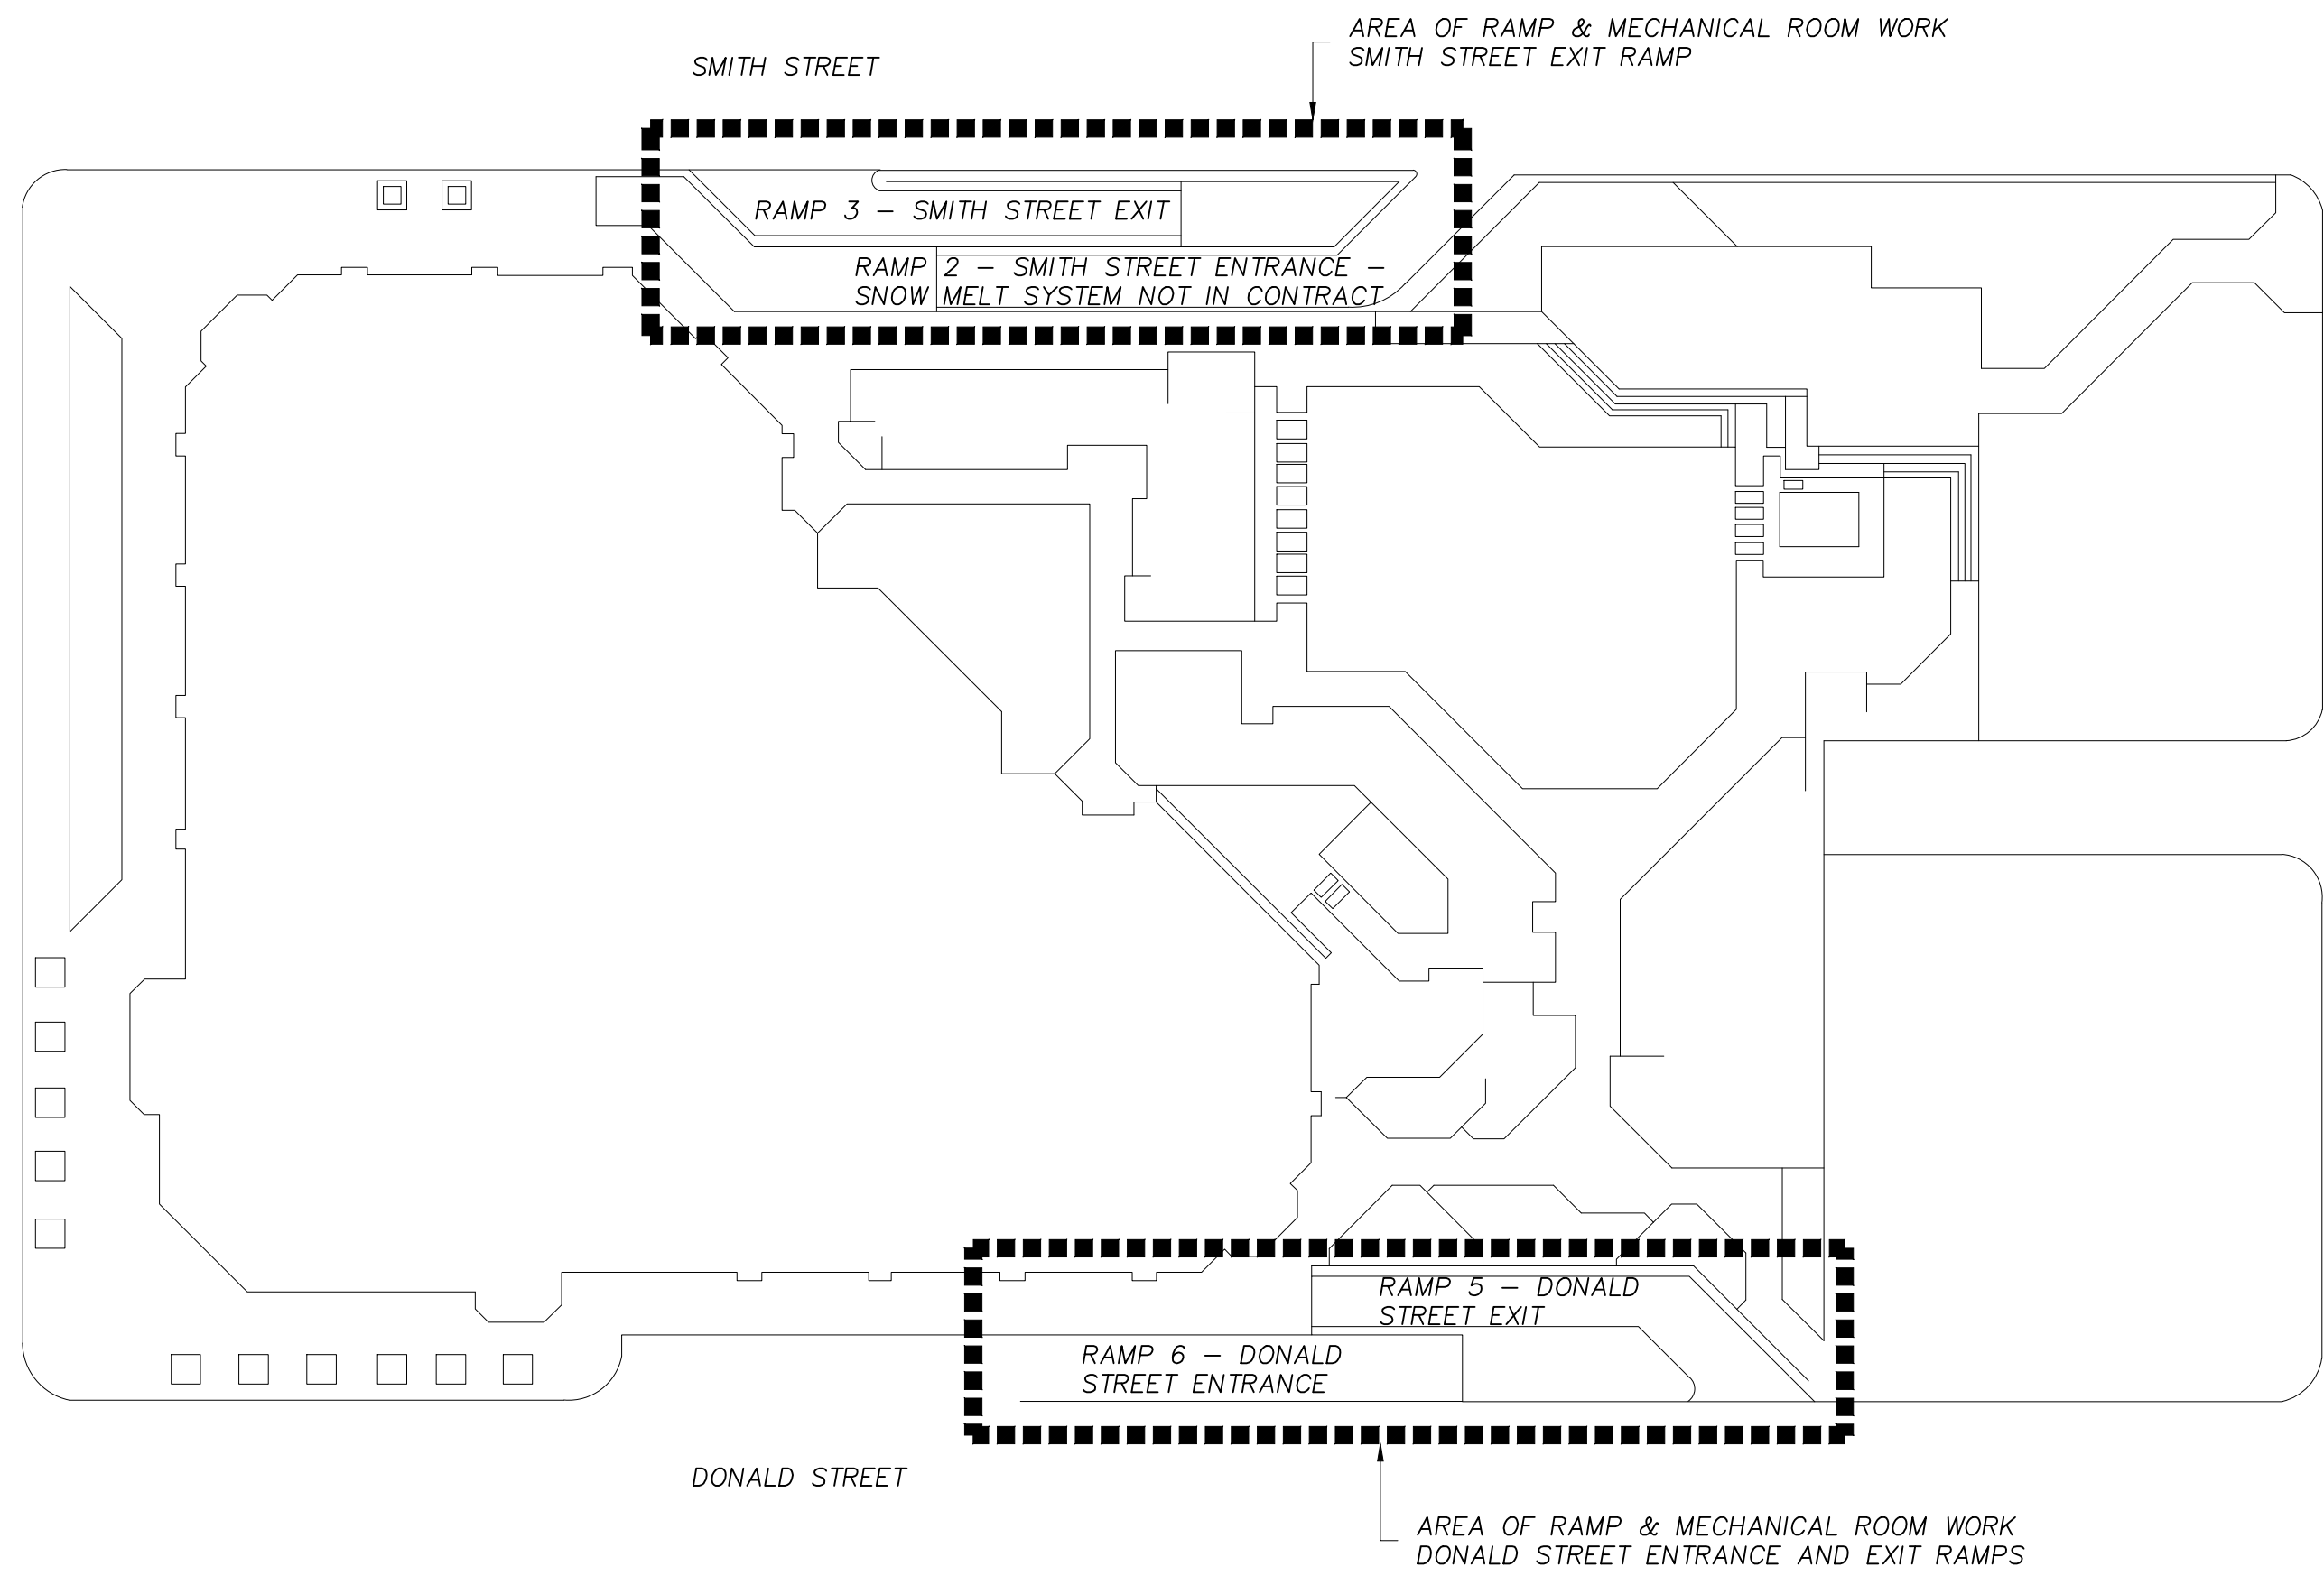 AREA OF RAMP & MECHANICAL ROOM WORK
SMITH STREET EXIT RAMP
SMITH STREET
RAMP 3 - SMITH STREET EXIT
RAMP 2 - SMITH STREET ENTRANCE -
SNOW MELT SYSTEM NOT IN CONTRACT
RAMP 5 - DONALD
STREET EXIT
RAMP 6 - DONALD
STREET ENTRANCE
DONALD STREET
AREA OF RAMP & MECHANICAL ROOM WORK
DONALD STREET ENTRANCE AND EXIT RAMPS